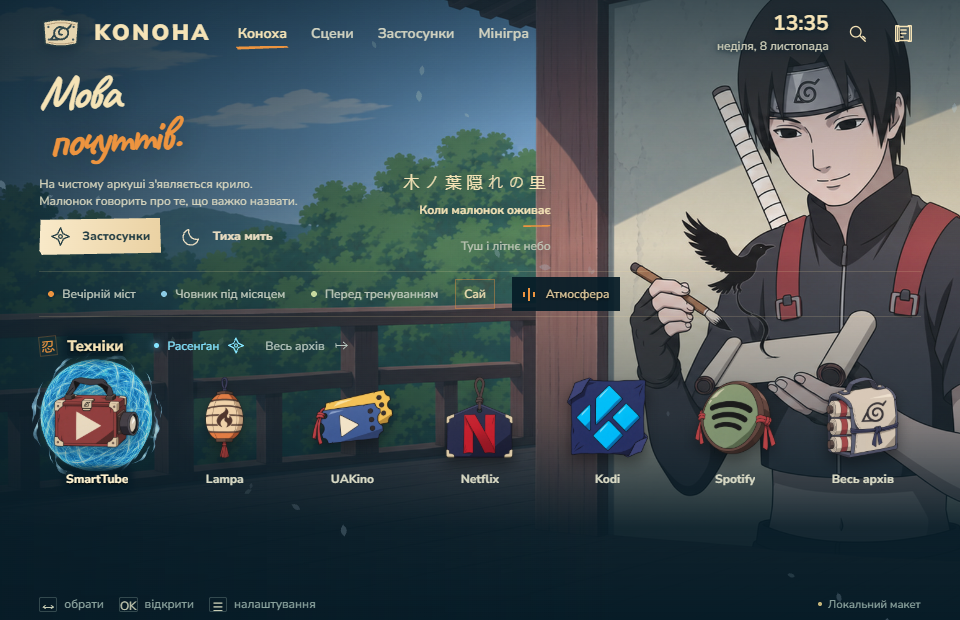 KONOHA
Коноха
Сцени
Застосунки
Мінігра
13:35
неділя, 8 листопада
Мова
почуттів.
На чистому аркуші з'являється крило.
Малюнок говорить про те, що важко назвати.
Застосунки
Тиха мить
木ノ葉隠れの里
Коли малюнок оживає
Туш і літнє небо
Вечірній міст
Човник під місяцем
Перед тренуванням
Сай
Атмосфера
忍
Техніки
Расенґан
Весь архів
SmartTube
Lampa
UAKino
Netflix
Kodi
Spotify
Весь архів
обрати
OK
відкрити
налаштування
Локальний макет